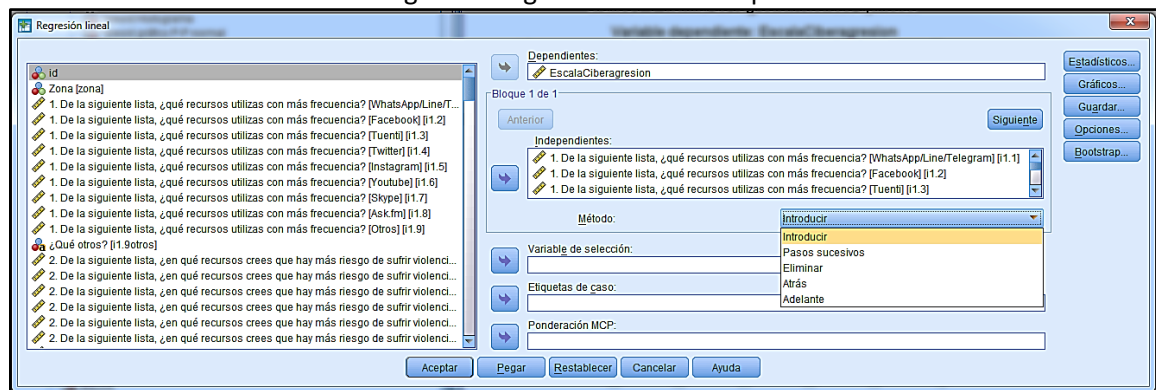 Regresión lineal
Variable dependiente: EscalaCiberagresion
id
Zona [zona]
1. De la siguiente lista, ¿qué recursos utilizas con más frecuencia? [WhatsApp/Line/T...
1. De la siguiente lista, ¿qué recursos utilizas con más frecuencia? [Facebook] [i1.2]
1. De la siguiente lista, ¿qué recursos utilizas con más frecuencia? [Tuenti] [i1.3]
1. De la siguiente lista, ¿qué recursos utilizas con más frecuencia? [Twitter] [i1.4]
1. De la siguiente lista, ¿qué recursos utilizas con más frecuencia? [Instagram] [i1.5]
1. De la siguiente lista, ¿qué recursos utilizas con más frecuencia? [Youtube] [i1.6]
1. De la siguiente lista, ¿qué recursos utilizas con más frecuencia? [Skype] [i1.7]
1. De la siguiente lista, ¿qué recursos utilizas con más frecuencia? [Ask.fm] [i1.8]
1. De la siguiente lista, ¿qué recursos utilizas con más frecuencia? [Otros] [i1.9]
¿Qué otros? [i1.9otros]
2. De la siguiente lista, ¿en qué recursos crees que hay más riesgo de sufrir violenci...
2. De la siguiente lista, ¿en qué recursos crees que hay más riesgo de sufrir violenci...
2. De la siguiente lista, ¿en qué recursos crees que hay más riesgo de sufrir violenci...
2. De la siguiente lista, ¿en qué recursos crees que hay más riesgo de sufrir violenci...
2. De la siguiente lista, ¿en qué recursos crees que hay más riesgo de sufrir violenci...
2. De la siguiente lista, ¿en qué recursos crees que hay más riesgo de sufrir violenci...
Dependientes:
EscalaCiberagresion
Bloque 1 de 1
Anterior
Siguiente
Independientes:
1. De la siguiente lista, ¿qué recursos utilizas con más frecuencia? [WhatsApp/Line/Telegram] [i1.1]
1. De la siguiente lista, ¿qué recursos utilizas con más frecuencia? [Facebook] [i1.2]
1. De la siguiente lista, ¿qué recursos utilizas con más frecuencia? [Tuenti] [i1.3]
Método:
Introducir
Introducir
Pasos sucesivos
Eliminar
Atrás
Adelante
Variable de selección:
Etiquetas de caso:
Ponderación MCP:
Estadísticos...
Gráficos...
Guardar...
Opciones...
Bootstrap...
Aceptar
Pegar
Restablecer
Cancelar
Ayuda